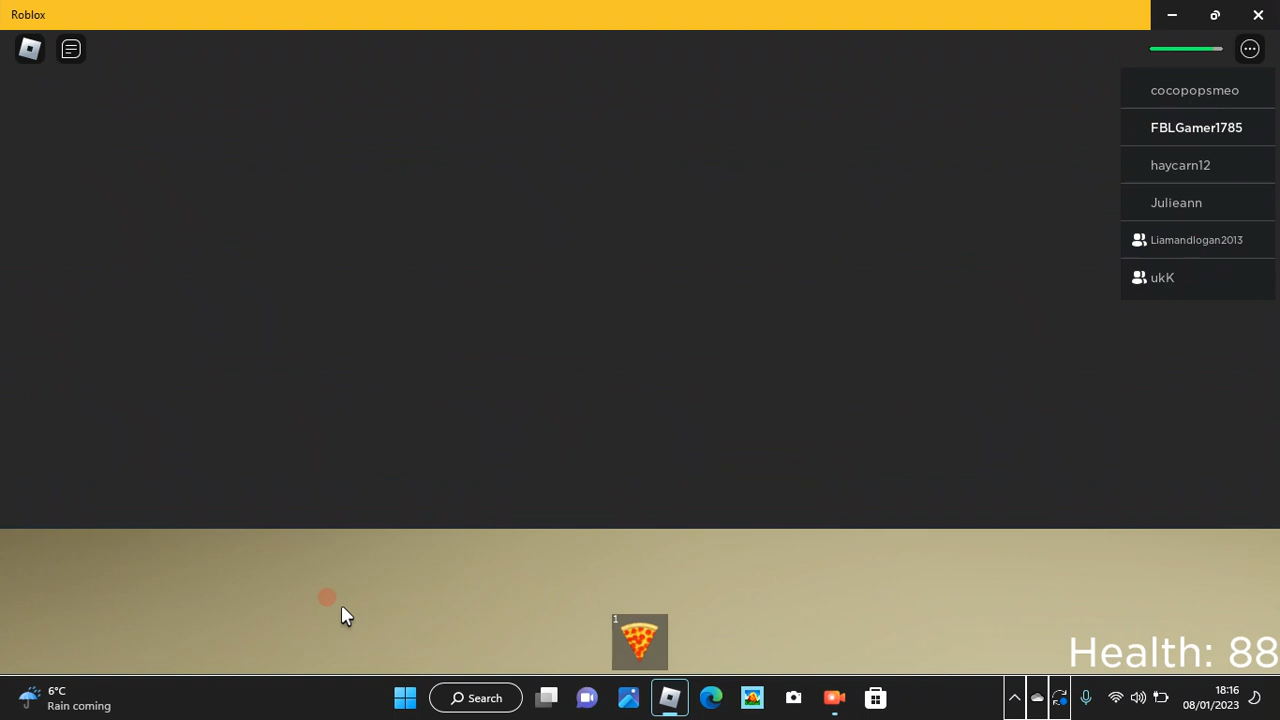 Roblox
cocopopsmeo
FBLGamer1785
haycarn12
Julieann
Liamandlogan2013
ukK
1
Health: 88
6°C
Rain coming
Search
18:16
08/01/2023